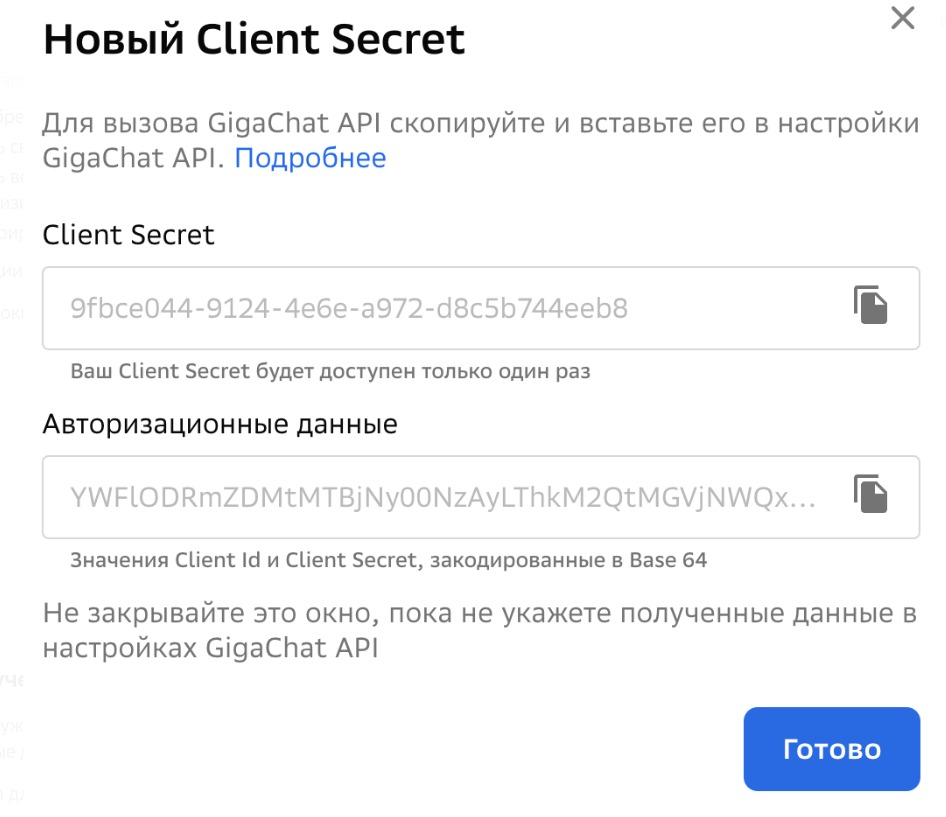 Новый Client Secret
Для вызова GigaChat API скопируйте и вставьте его в настройки
GigaChat API. Подробнее
Client Secret
9fbce044-9124-4e6e-a972-d8c5b744eeb8
Ваш Client Secret будет доступен только один раз
Авторизационные данные
YWFlODRmZDMtMTBjNy00NzAyLThkM2QtMGVjNWQx...
Значения Client Id и Client Secret, закодированные в Base 64
Не закрывайте это окно, пока не укажете полученные данные в
настройках GigaChat API
Готово